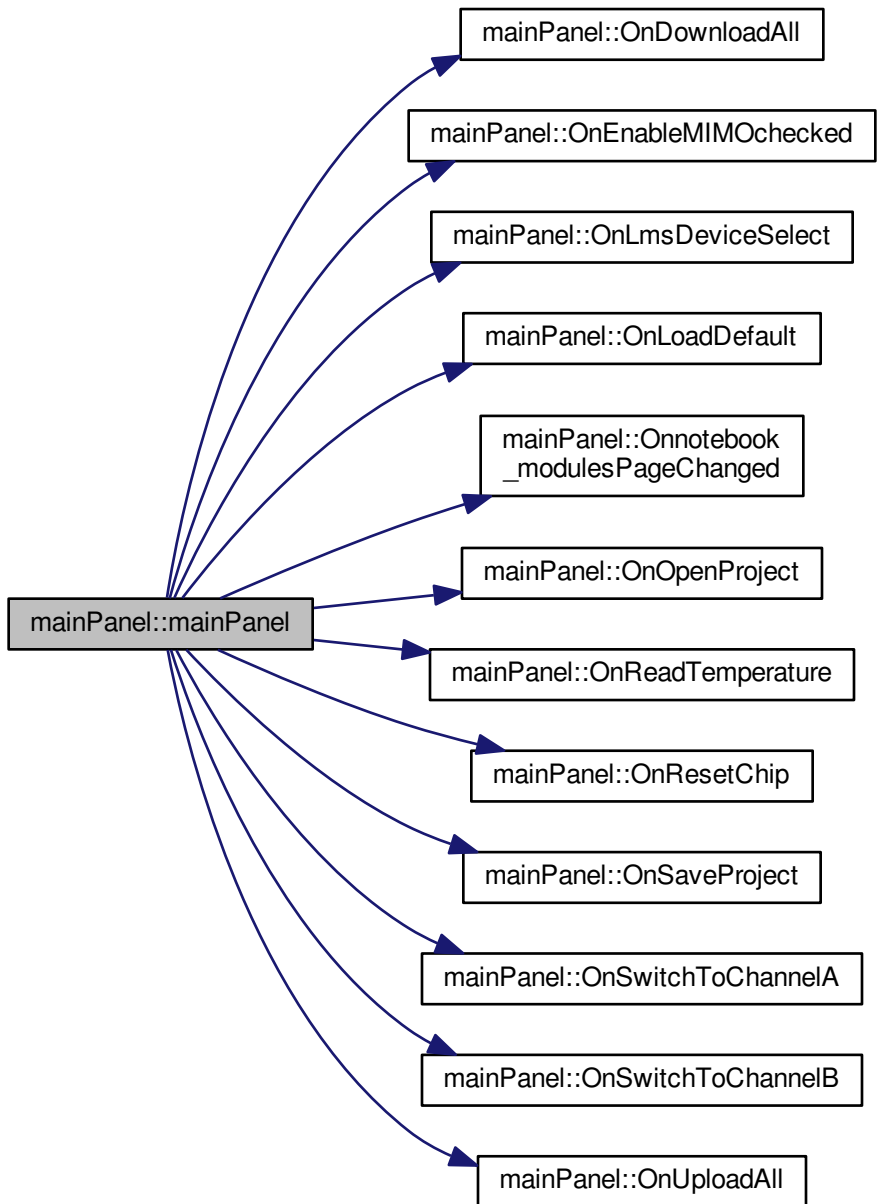 mainPanel::OnDownloadAll
mainPanel::OnEnableMIMOchecked
mainPanel::OnLmsDeviceSelect
mainPanel::OnLoadDefault
mainPanel::Onnotebook
_modulesPageChanged
mainPanel::OnOpenProject
mainPanel::mainPanel
mainPanel::OnReadTemperature
mainPanel::OnResetChip
mainPanel::OnSaveProject
mainPanel::OnSwitchToChannelA
mainPanel::OnSwitchToChannelB
mainPanel::OnUploadAll